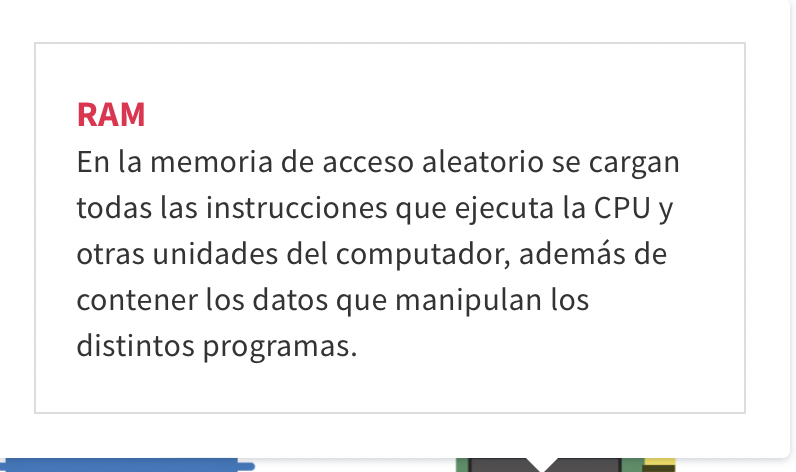 RAM
En la memoria de acceso aleatorio se cargan
todas las instrucciones que ejecuta la CPU y
otras unidades del computador, además de
contener los datos que manipulan los
distintos programas.